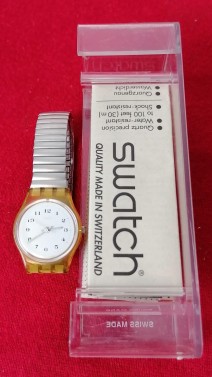 swatch®
QUALITY MADE IN SWITZERLAND
• Quartz precision
• Water-resistant
to 100 feet (30 m)
• Shock-resistant
SWISS MADE